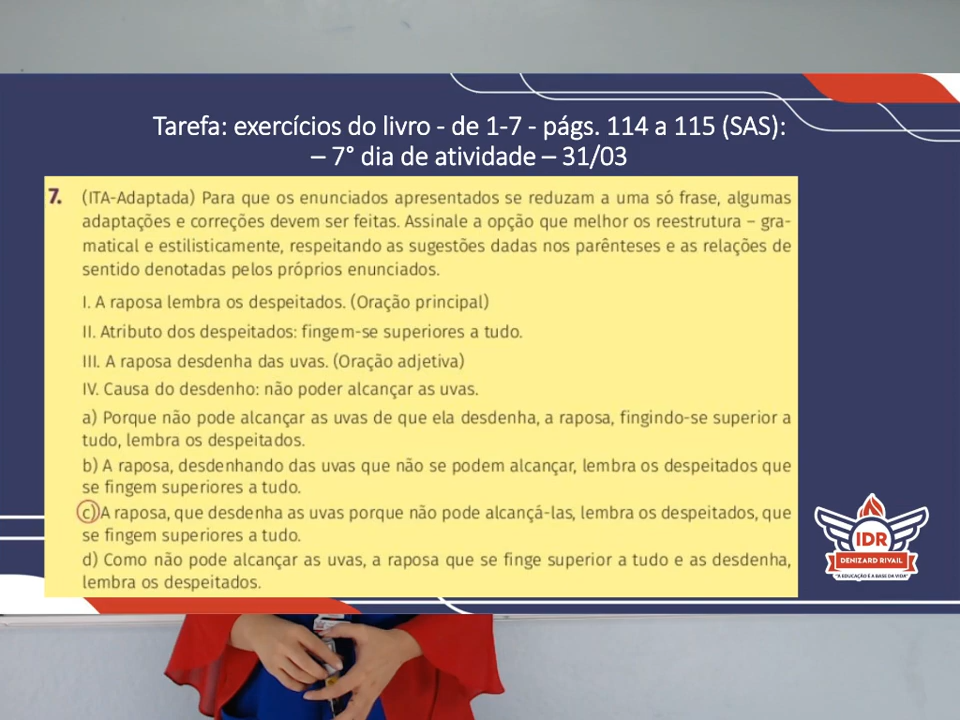 Tarefa: exercícios do livro - de 1-7 - págs. 114 a 115 (SAS):
– 7° dia de atividade – 31/03
7. (ITA-Adaptada) Para que os enunciados apresentados se reduzam a uma só frase, algumas
adaptações e correções devem ser feitas. Assinale a opção que melhor os reestrutura – gra-
matical e estilisticamente, respeitando as sugestões dadas nos parênteses e as relações de
sentido denotadas pelos próprios enunciados.
I. A raposa lembra os despeitados. (Oração principal)
II. Atributo dos despeitados: fingem-se superiores a tudo.
III. A raposa desdenha das uvas. (Oração adjetiva)
IV. Causa do desdenho: não poder alcançar as uvas.
a) Porque não pode alcançar as uvas de que ela desdenha, a raposa, fingindo-se superior a
tudo, lembra os despeitados.
b) A raposa, desdenhando das uvas que não se podem alcançar, lembra os despeitados que
se fingem superiores a tudo.
c) A raposa, que desdenha as uvas porque não pode alcançá-las, lembra os despeitados, que
se fingem superiores a tudo.
d) Como não pode alcançar as uvas, a raposa que se finge superior a tudo e as desdenha,
lembra os despeitados.
IDR
DENIZARD RIVAIL
"A EDUCAÇÃO É A BASE DA VIDA"